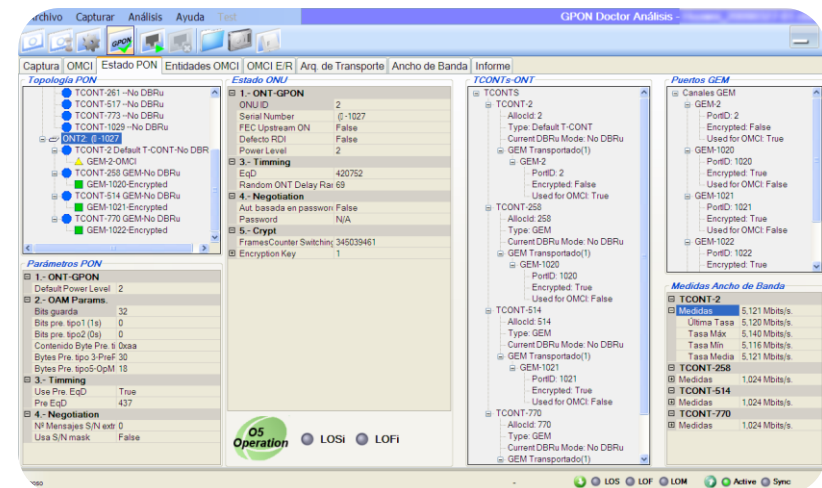 Archivo Capturar Análisis Ayuda Test
GPON Doctor Análisis -
GPON
Captura OMCI Estado PON Entidades OMCI OMCI E/R Arq. de Transporte Ancho de Banda Informe
Topología PON
TCONT-261 --No DBRu
TCONT-517 --No DBRu
TCONT-773 --No DBRu
TCONT-1029 --No DBRu
ONT2: -1027
TCONT-2 Default T-CONT-No DBR
GEM-2-OMCI
TCONT-258 GEM-No DBRu
GEM-1020-Encrypted
TCONT-514 GEM-No DBRu
GEM-1021-Encrypted
TCONT-770 GEM-No DBRu
GEM-1022-Encrypted
Parámetros PON
1.- ONT-GPON
Default Power Level 2
2.- OAM Params.
Bits guarda 32
Bits pre. tipo1 (1s) 0
Bits pre. tipo2 (0s) 0
Contenido Byte Pre. ti 0xaa
Bytes Pre. tipo 3-PreF 30
Bytes Pre. tipo5-OpM 18
3.- Timming
Use Pre. EqD True
Pre EqD 437
4.- Negotiation
Nº Mensajes S/N extr 0
Usa S/N mask False
Estado ONU
1.- ONT-GPON
ONU ID 2
Serial Number -1027
FEC Upstream ON False
Defecto RDI False
Power Level 2
3.- Timming
EqD 420752
Random ONT Delay Rar 69
4.- Negotiation
Aut. basada en passwori False
Password N/A
5.- Crypt
FramesCounter Switching 345039461
Encryption Key 1
O5
Operation
LOSi LOFi
TCONTs-ONT
TCONTS
TCONT-2
AllocId: 2
Type: Default T-CONT
Current DBRu Mode: No DBRu
GEM Transportado(1)
GEM-2
PortID: 2
Encrypted: False
Used for OMCI: True
TCONT-258
AllocId: 258
Type: GEM
Current DBRu Mode: No DBRu
GEM Transportado(1)
GEM-1020
PortID: 1020
Encrypted: True
Used for OMCI: False
TCONT-514
AllocId: 514
Type: GEM
Current DBRu Mode: No DBRu
GEM Transportado(1)
GEM-1021
PortID: 1021
Encrypted: True
Used for OMCI: False
TCONT-770
AllocId: 770
Type: GEM
Current DBRu Mode: No DBRu
GEM Transportado(1)
Puertos GEM
Canales GEM
GEM-2
PortID: 2
Encrypted: False
Used for OMCI: True
GEM-1020
PortID: 1020
Encrypted: True
Used for OMCI: False
GEM-1021
PortID: 1021
Encrypted: True
Used for OMCI: False
GEM-1022
PortID: 1022
Encrypted: True
Medidas Ancho de Banda
TCONT-2
Medidas 5,121 Mbits/s.
Última Tasa 5,120 Mbits/s.
Tasa Máx 5,140 Mbits/s.
Tasa Mín 5,116 Mbits/s.
Tasa Media 5,121 Mbits/s.
TCONT-258
Medidas 1,024 Mbits/s.
TCONT-514
Medidas 1,024 Mbits/s.
TCONT-770
Medidas 1,024 Mbits/s.
LOS LOF LOM Active Sync